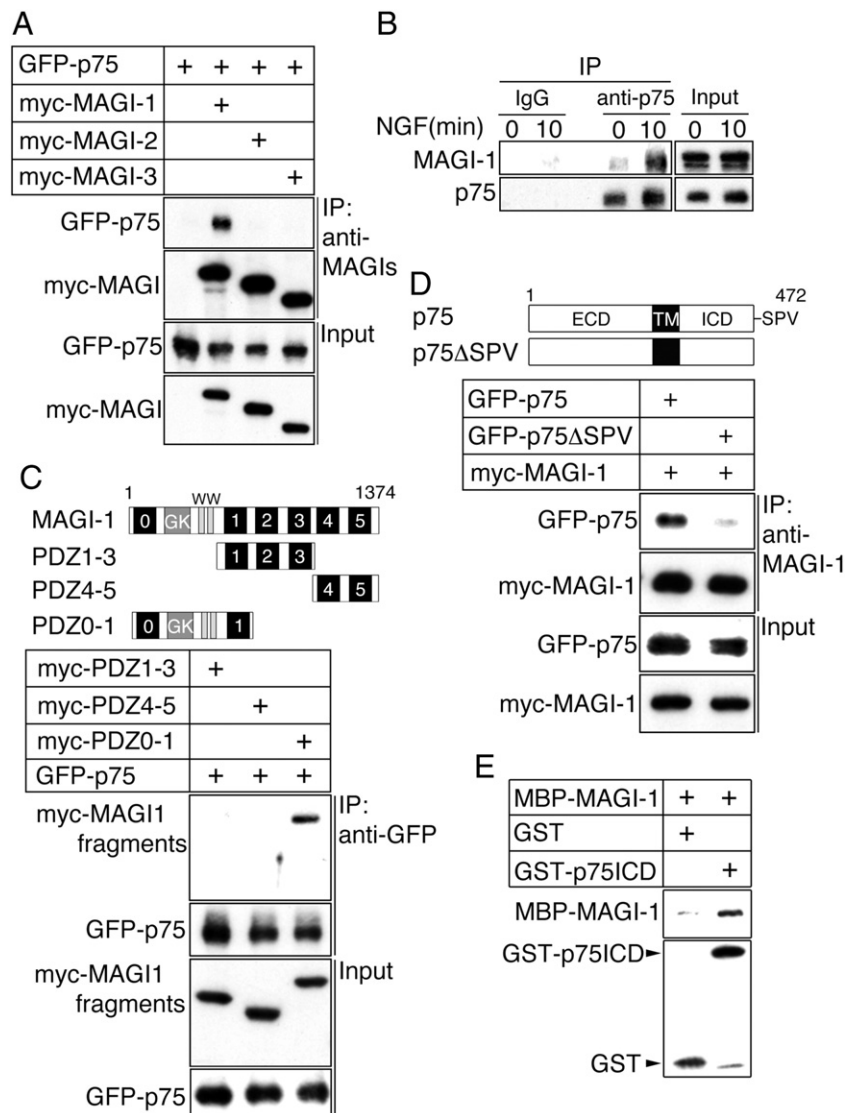 A
GFP-p75 + + + +
myc-MAGI-1 +
myc-MAGI-2 +
myc-MAGI-3 +
GFP-p75
myc-MAGI
IP:
anti-
MAGIs
GFP-p75
myc-MAGI
Input
B
IP
IgG anti-p75 Input
NGF(min) 0 10 0 10 0 10
MAGI-1
p75
C
1 WW 1374
MAGI-1 0 GK 1 2 3 4 5
PDZ1-3 1 2 3
PDZ4-5 4 5
PDZ0-1 0 GK 1
myc-PDZ1-3 +
myc-PDZ4-5 +
myc-PDZ0-1 +
GFP-p75 + + +
myc-MAGI1
fragments
IP:
anti-GFP
GFP-p75
myc-MAGI1
fragments
Input
GFP-p75
D
1 472
p75 ECD TM ICD SPV
p75ΔSPV
GFP-p75 +
GFP-p75ΔSPV +
myc-MAGI-1 + +
GFP-p75
myc-MAGI-1
IP:
anti-
MAGI-1
GFP-p75
myc-MAGI-1
Input
E
MBP-MAGI-1 + +
GST +
GST-p75ICD +
MBP-MAGI-1
GST-p75ICD
GST